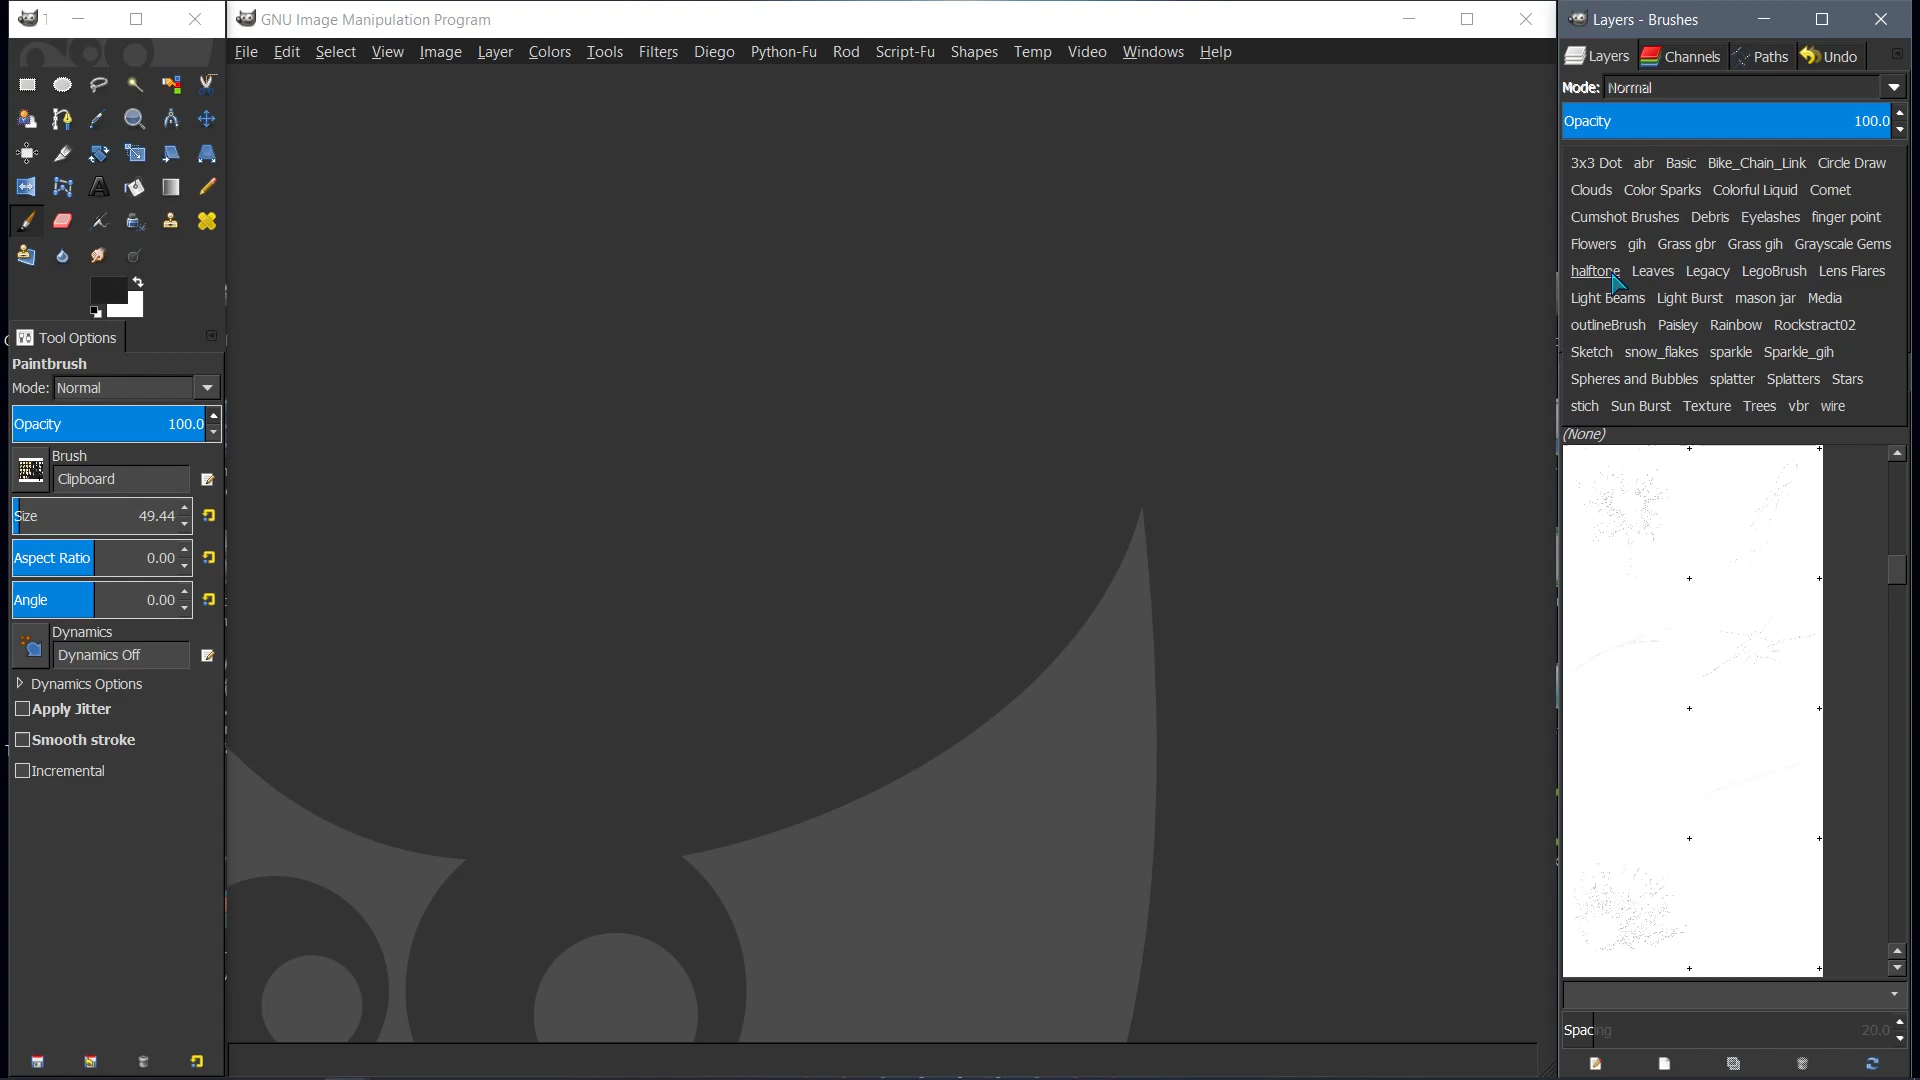 GNU Image Manipulation Program
File Edit Select View Image Layer Colors Tools Filters Diego Python-Fu Rod Script-Fu Shapes Temp Video Windows Help
Tool Options
Paintbrush
Mode: Normal
Opacity 100.0
Brush
Clipboard
Size 49.44
Aspect Ratio 0.00
Angle 0.00
Dynamics
Dynamics Off
Dynamics Options
Apply Jitter
Smooth stroke
Incremental
Layers - Brushes
Layers Channels Paths Undo
Mode: Normal
Opacity 100.0
3x3 Dot abr Basic Bike_Chain_Link Circle Draw
Clouds Color Sparks Colorful Liquid Comet
Cumshot Brushes Debris Eyelashes finger point
Flowers gih Grass gbr Grass gih Grayscale Gems
halftone Leaves Legacy LegoBrush Lens Flares
Light Beams Light Burst mason jar Media
outlineBrush Paisley Rainbow Rockstract02
Sketch snow_flakes sparkle Sparkle_gih
Spheres and Bubbles splatter Splatters Stars
stich Sun Burst Texture Trees vbr wire
(None)
Spacing 20.0